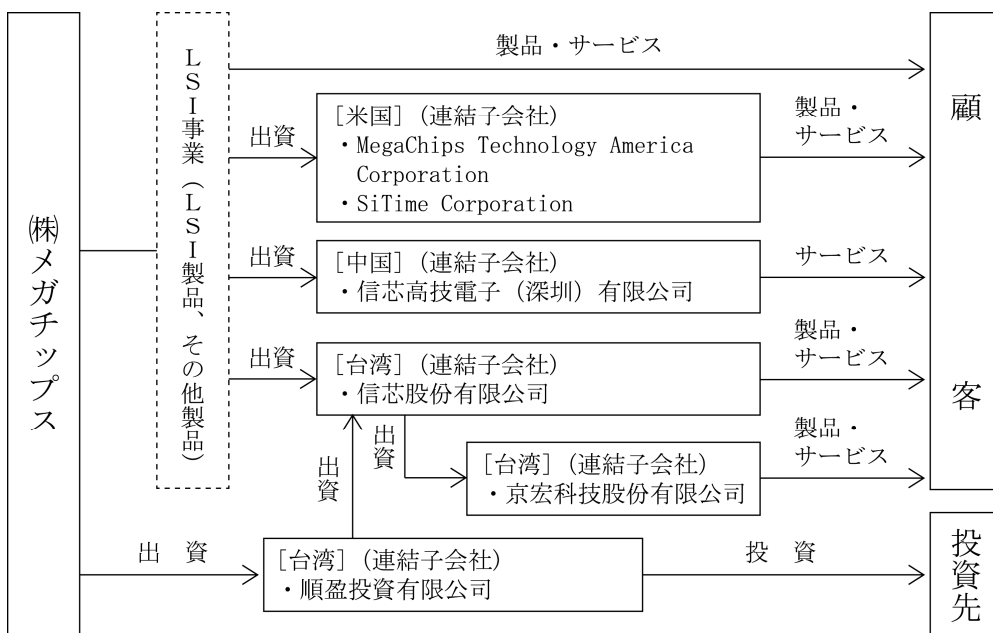 ㈱メガチップス
LSI事業（LSI製品、その他製品）
製品・サービス
出資
［米国］（連結子会社）
・MegaChips Technology America
Corporation
・SiTime Corporation
製品・
サービス
出資
［中国］（連結子会社）
・信芯高技電子（深圳）有限公司
サービス
出資
［台湾］（連結子会社）
・信芯股份有限公司
製品・
サービス
出資
出資
［台湾］（連結子会社）
・京宏科技股份有限公司
製品・
サービス
出　資
［台湾］（連結子会社）
・順盈投資有限公司
投　資
顧客
投資先